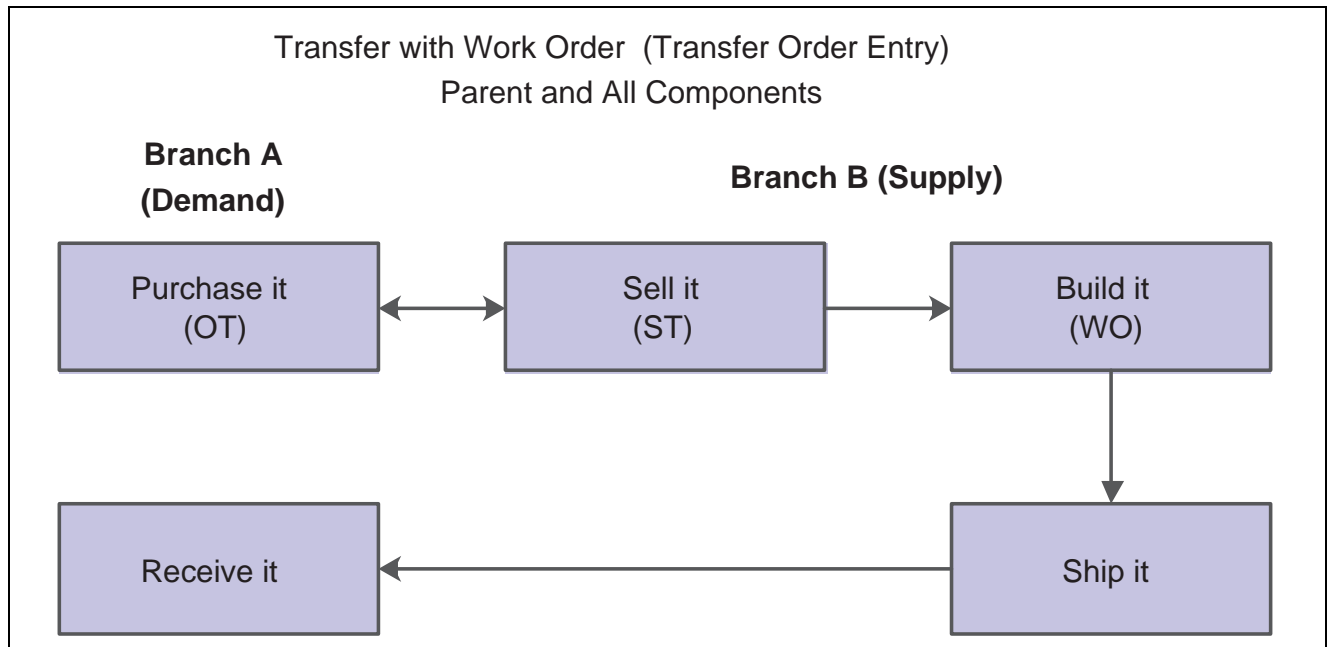 Transfer with Work Order  (Transfer Order Entry)
Parent and All Components
Branch A
(Demand)
Branch B (Supply)
Purchase it
(OT)
Sell it
(ST)
Build it
(WO)
Receive it
Ship it